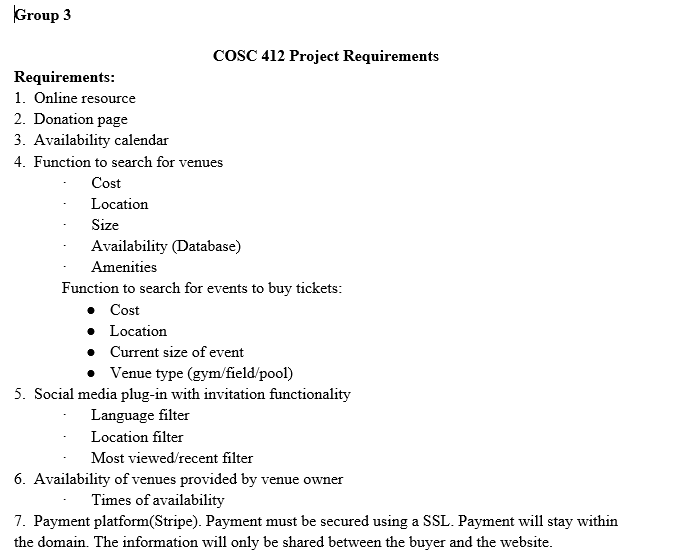 Group 3
COSC 412 Project Requirements
Requirements:
1. Online resource
2. Donation page
3. Availability calendar
4. Function to search for venues
· Cost
· Location
· Size
· Availability (Database)
· Amenities
Function to search for events to buy tickets:
● Cost
● Location
● Current size of event
● Venue type (gym/field/pool)
5. Social media plug-in with invitation functionality
· Language filter
· Location filter
· Most viewed/recent filter
6. Availability of venues provided by venue owner
· Times of availability
7. Payment platform(Stripe). Payment must be secured using a SSL. Payment will stay within
the domain. The information will only be shared between the buyer and the website.